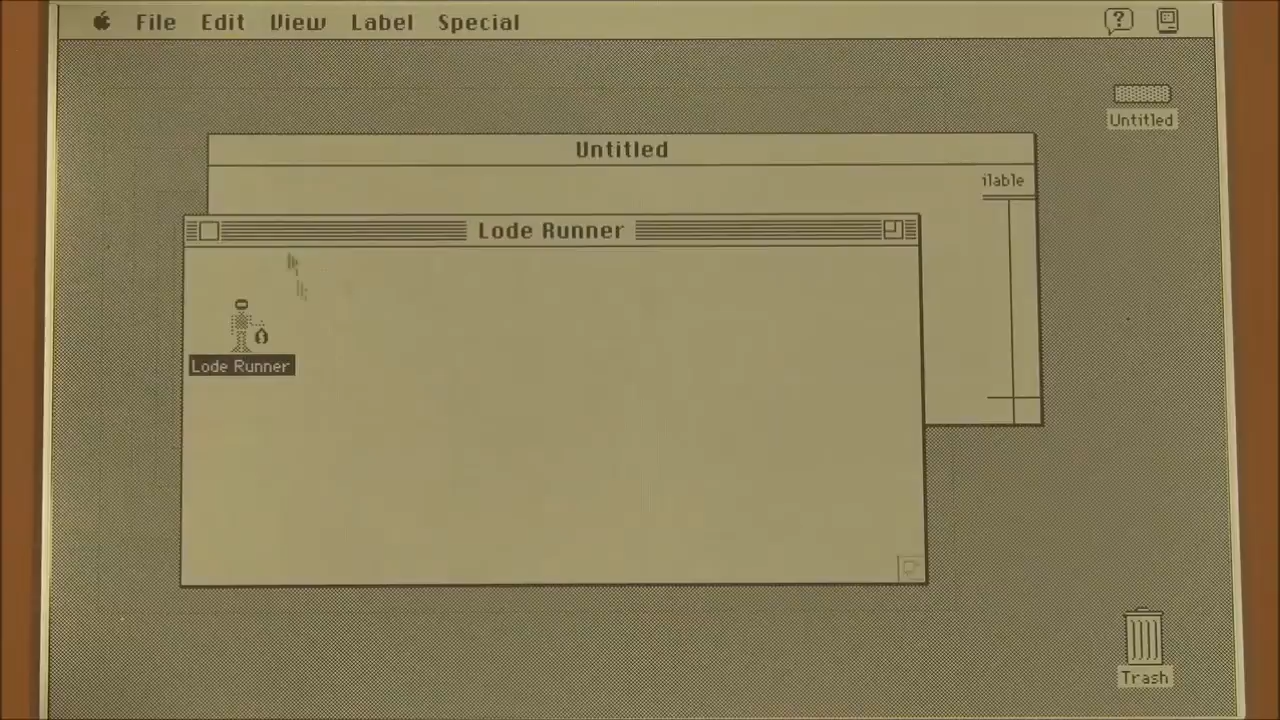 File Edit View Label Special
Untitled
Untitled
ilable
Lode Runner
Lode Runner
Trash